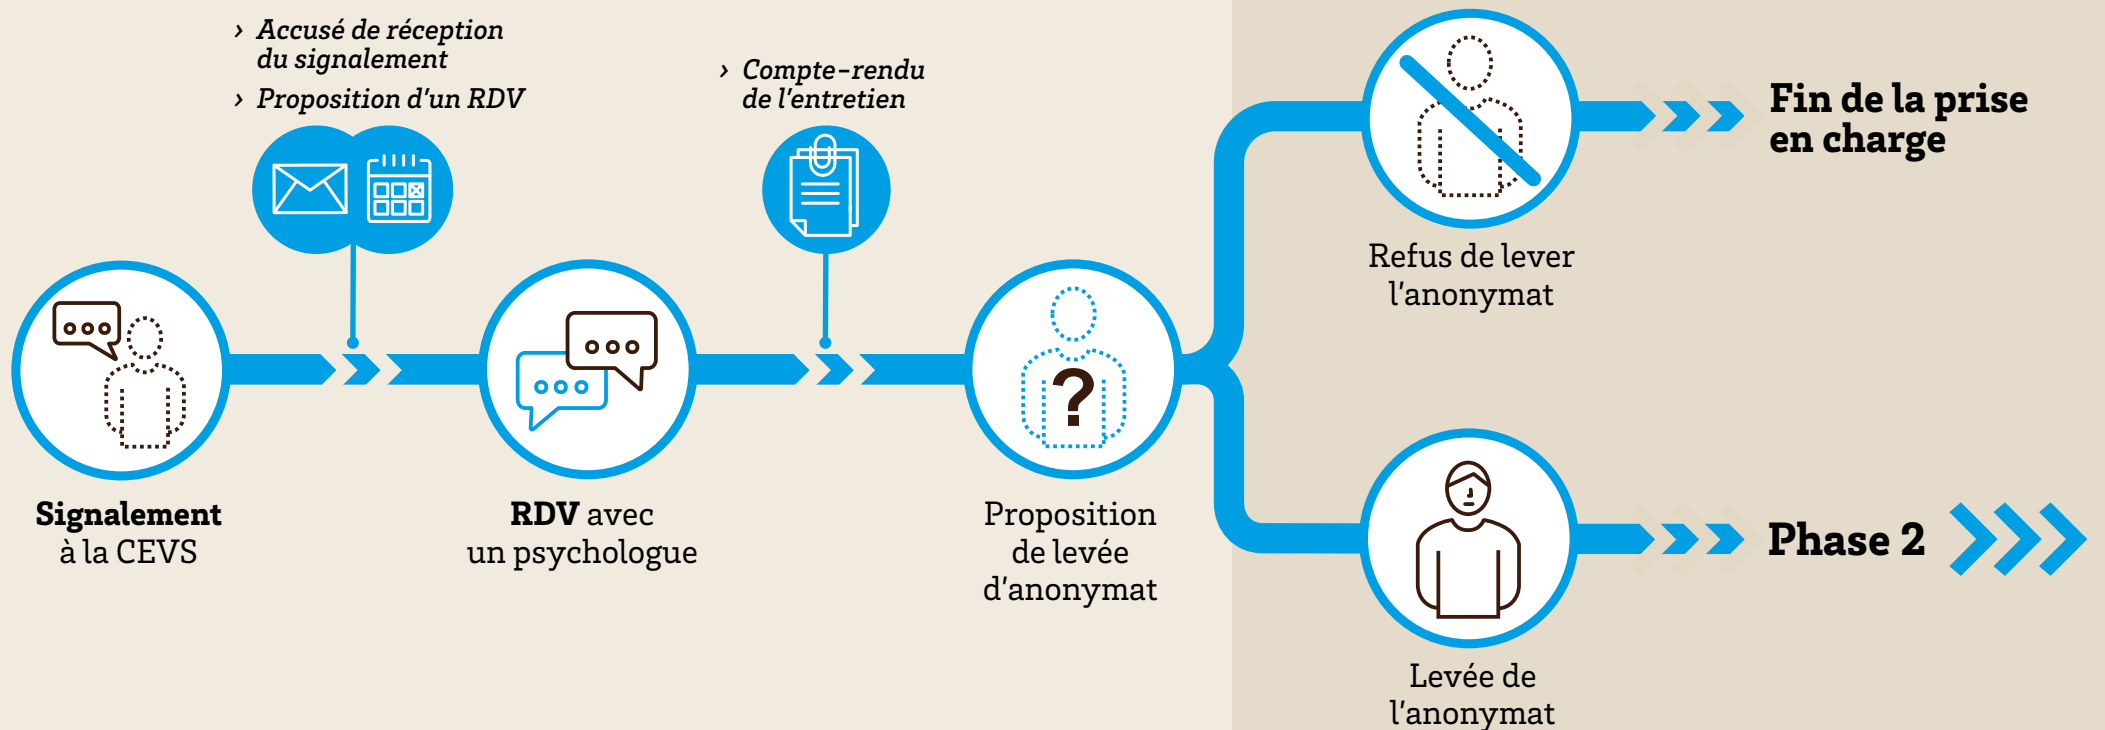 › Accusé de réception
du signalement
› Proposition d'un RDV
› Compte-rendu
de l'entretien
Signalement
à la CEVS
RDV avec
un psychologue
?
Proposition
de levée
d'anonymat
Refus de lever
l'anonymat
Fin de la prise
en charge
Levée de
l'anonymat
Phase 2